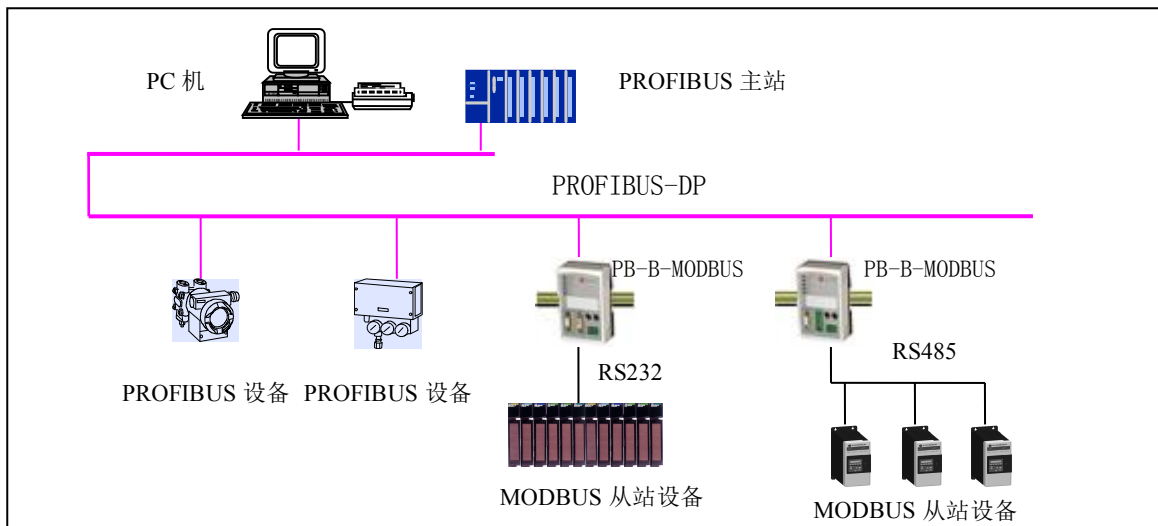 PC 机
PROFIBUS 主站
PROFIBUS-DP
PB-B-MODBUS
PB-B-MODBUS
RS232
RS485
PROFIBUS 设备
PROFIBUS 设备
MODBUS 从站设备
MODBUS 从站设备